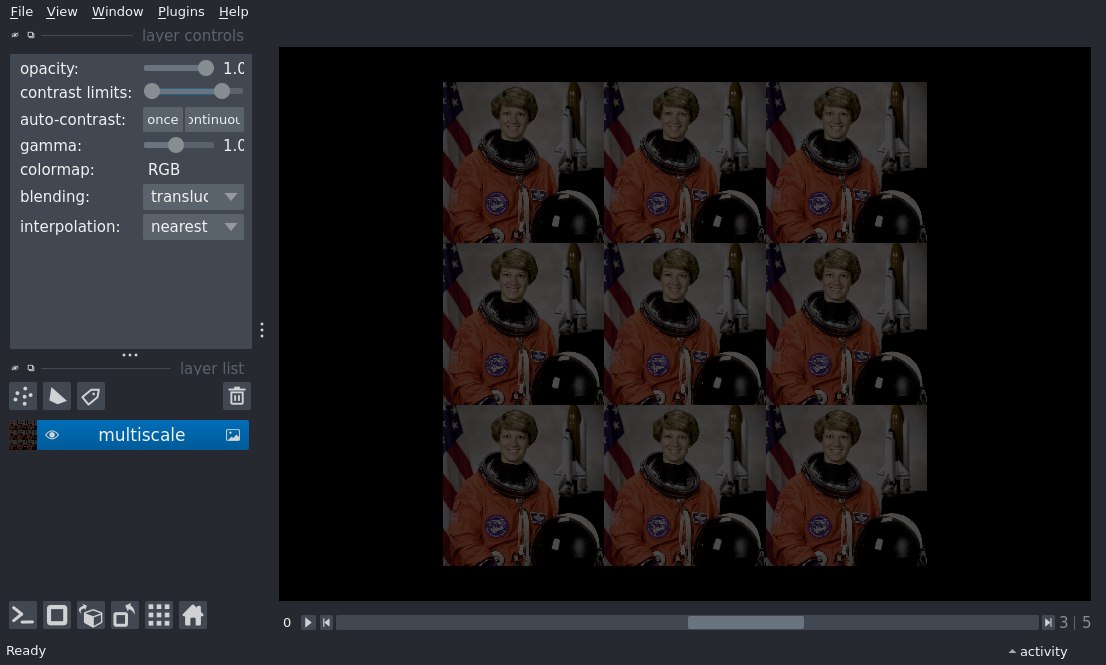 File View Window Plugins Help
layer controls
opacity: 1.0
contrast limits:
auto-contrast: once ontinuou
gamma: 1.0
colormap: RGB
blending: transluc
interpolation: nearest
layer list
multiscale
0 3 | 5
Ready activity